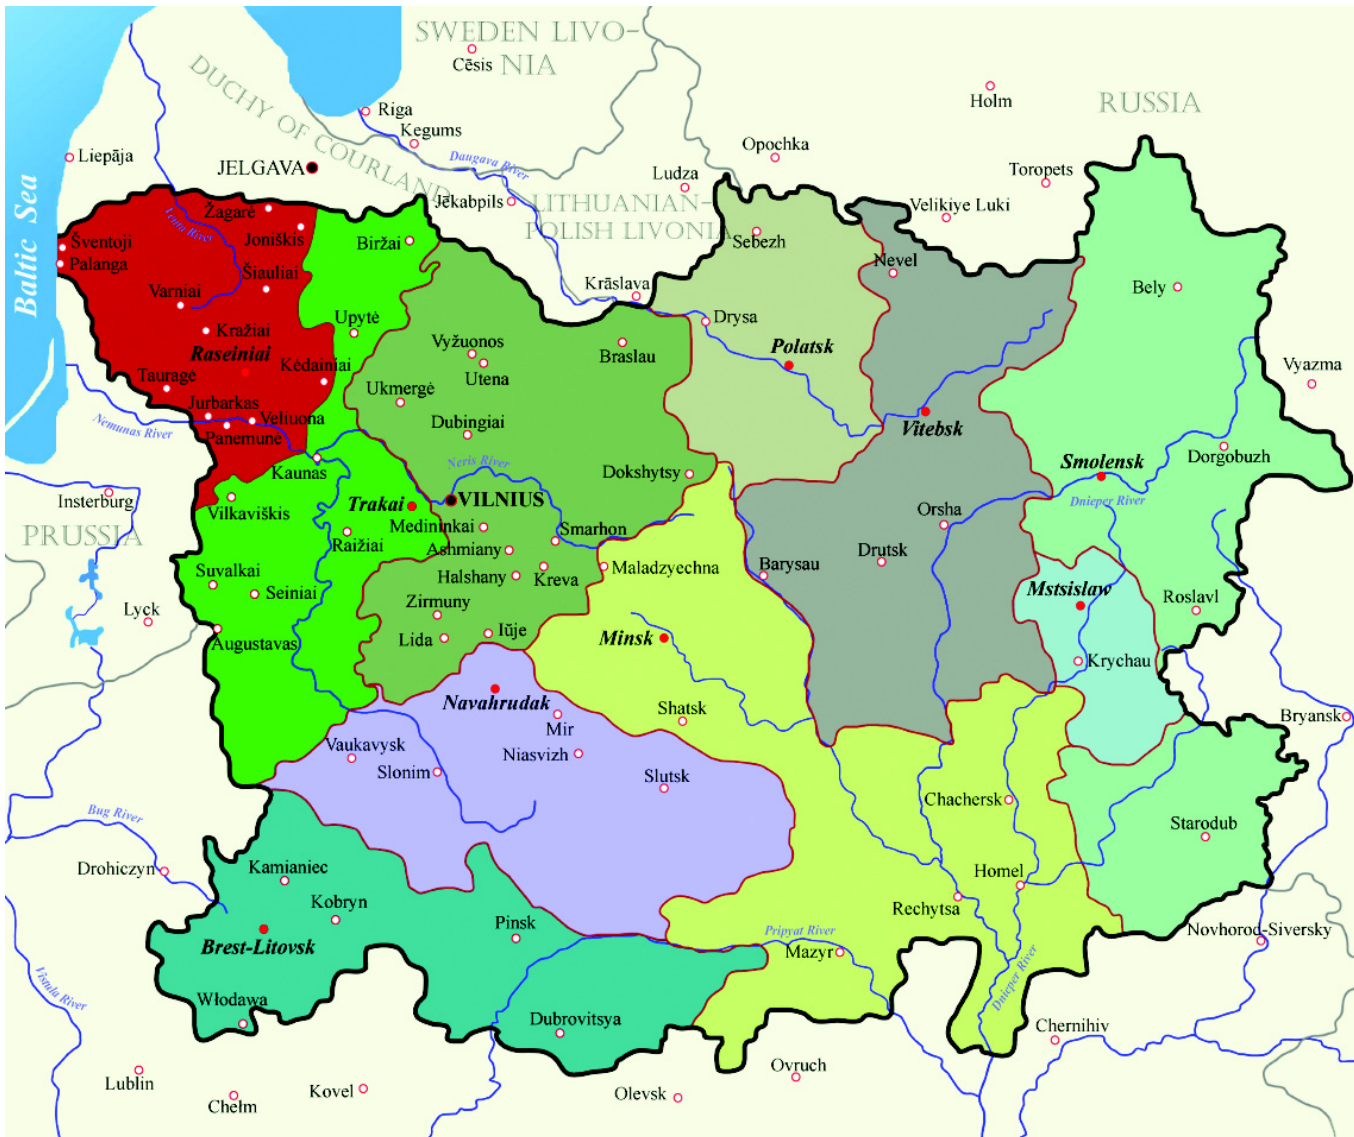 SWEDEN LIVO-
NIA
Cēsis
DUCHY OF COURLAND
Holm
RUSSIA
Riga
Kegums
Daugava River
Opochka
Liepāja
JELGAVA
Ludza
Toropets
Jēkabpils
LITHUANIAN-
POLISH LIVONIA
Velikiye Luki
Baltic Sea
Žagarė
Venta River
Joniškis
Biržai
Sebezh
Šventoji
Palanga
Nevel
Šiauliai
Varniai
Krāslava
Bely
Kražiai
Upytė
Drysa
Raseiniai
Vyžuonos
Braslau
Polatsk
Kėdainiai
Utena
Tauragė
Vyazma
Ukmergė
Jurbarkas
Veliuona
Nemunas River
Panemunė
Dubingiai
Vitebsk
Kaunas
Neris River
Dokshytsy
Smolensk
Dorgobuzh
Insterburg
Vilkaviškis
Trakai
VILNIUS
Dnieper River
Orsha
PRUSSIA
Raižiai
Medininkai
Smarhon
Ashmiany
Drutsk
Suvalkai
Seiniai
Halshany
Kreva
Maladzyechna
Barysau
Mstsislaw
Roslavl
Lyck
Zirmuny
Augustavas
Lida
Iŭje
Minsk
Krychau
Navahrudak
Mir
Shatsk
Bryansk
Vaukavysk
Slonim
Niasvizh
Slutsk
Chachersk
Bug River
Starodub
Drohiczyn
Kamianiec
Homel
Kobryn
Rechytsa
Pinsk
Brest-Litovsk
Pripyat River
Mazyr
Novhorod-Siversky
Vistula River
Dnieper River
Włodawa
Dubrovitsya
Chernihiv
Lublin
Chełm
Kovel
Olevsk
Ovruch